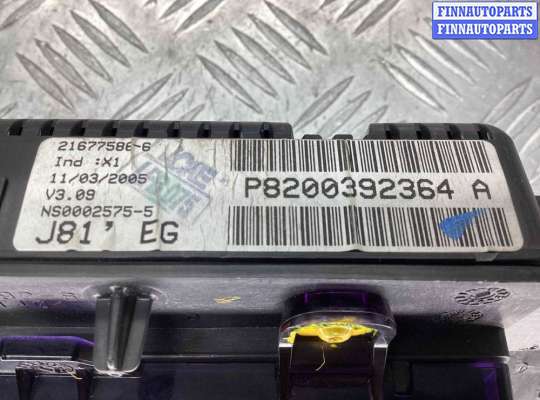 FINNAUTOPARTS
FINNAUTOPARTS
21677586-6
Ind :X1
11/03/2005
V3.09
NS0002575-5
J81' EG
P8200392364 A